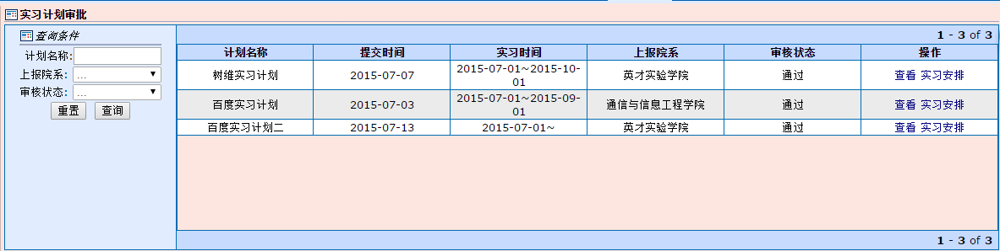 实习计划审批
查询条件
计划名称:
上报院系: ...
审核状态: ...
重置 查询
1 - 3 of 3
计划名称 提交时间 实习时间 上报院系 审核状态 操作
树维实习计划 2015-07-07 2015-07-01~2015-10-01 英才实验学院 通过 查看 实习安排
百度实习计划 2015-07-03 2015-07-01~2015-09-01 通信与信息工程学院 通过 查看 实习安排
百度实习计划二 2015-07-13 2015-07-01~ 英才实验学院 通过 查看 实习安排
1 - 3 of 3